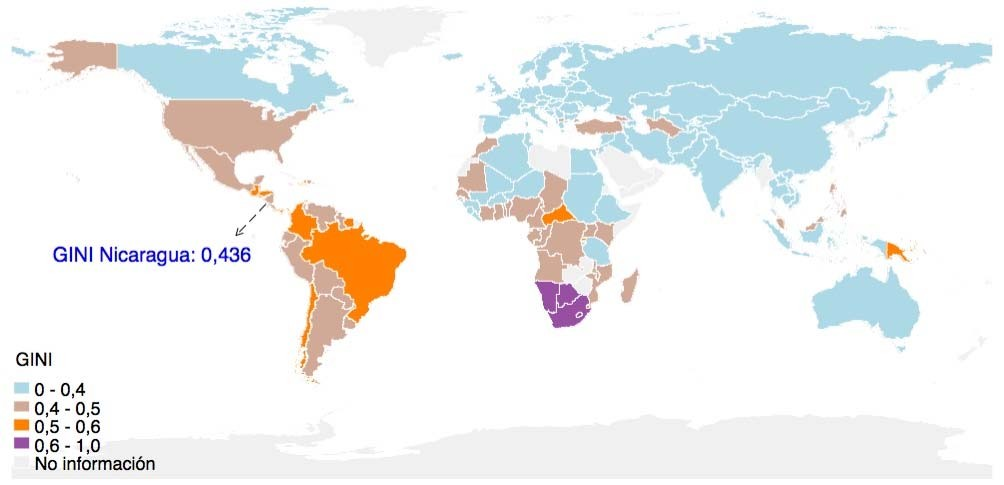 GINI Nicaragua: 0,436
GINI
0 - 0,4
0,4 - 0,5
0,5 - 0,6
0,6 - 1,0
No información